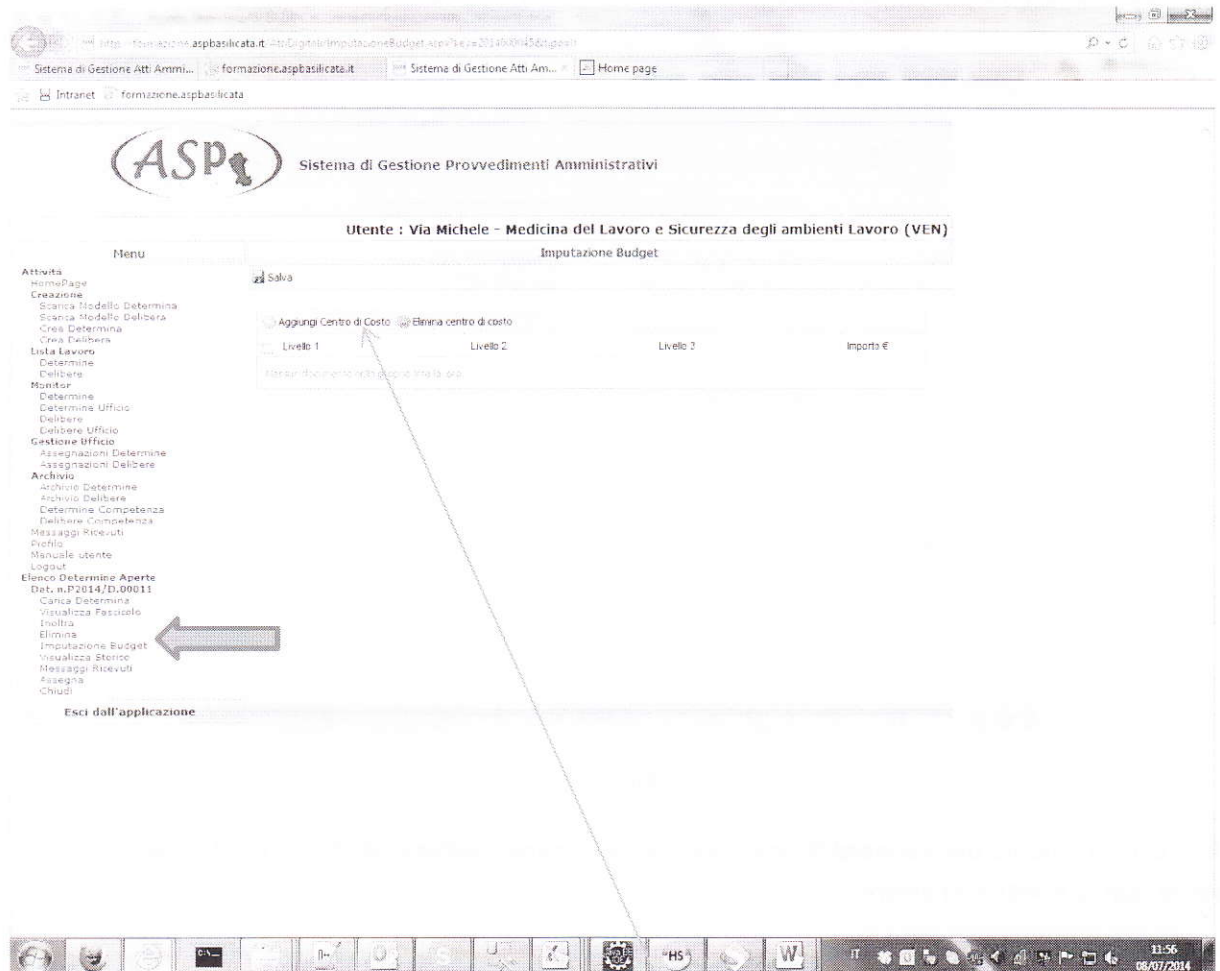 formazione.aspbasilicata.it
Sistema di Gestione Atti Ammi...
formazione.aspbasilicata.it
Sistema di Gestione Atti Am...
Home page
Intranet
formazione.aspbasilicata
ASP
Sistema di Gestione Provvedimenti Amministrativi
Utente : Via Michele - Medicina del Lavoro e Sicurezza degli ambienti Lavoro (VEN)
Menu
Imputazione Budget
Attività
HomePage
Creazione
Scarica Modello Determina
Scarica Modello Delibera
Crea Determina
Crea Delibera
Lista Lavoro
Determine
Delibere
Monitor
Determine
Determine Ufficio
Delibere
Delibere Ufficio
Gestione Ufficio
Assegnazioni Determine
Assegnazioni Delibere
Archivio
Archivio Determine
Archivio Delibere
Determine Competenza
Delibere Competenza
Messaggi Ricevuti
Profilo
Manuale utente
Logout
Elenco Determine Aperte
Det. n.P2014/D.00011
Carica Determina
Visualizza Fascicolo
Inoltra
Elimina
Imputazione Budget
Visualizza Storico
Messaggi Ricevuti
Assegna
Chiudi
Esci dall'applicazione
Salva
Aggiungi Centro di Costo
Elimina centro di costo
Livello 1
Livello 2
Livello 3
Importo €
"HS"
W
IT
11:56
08/07/2014